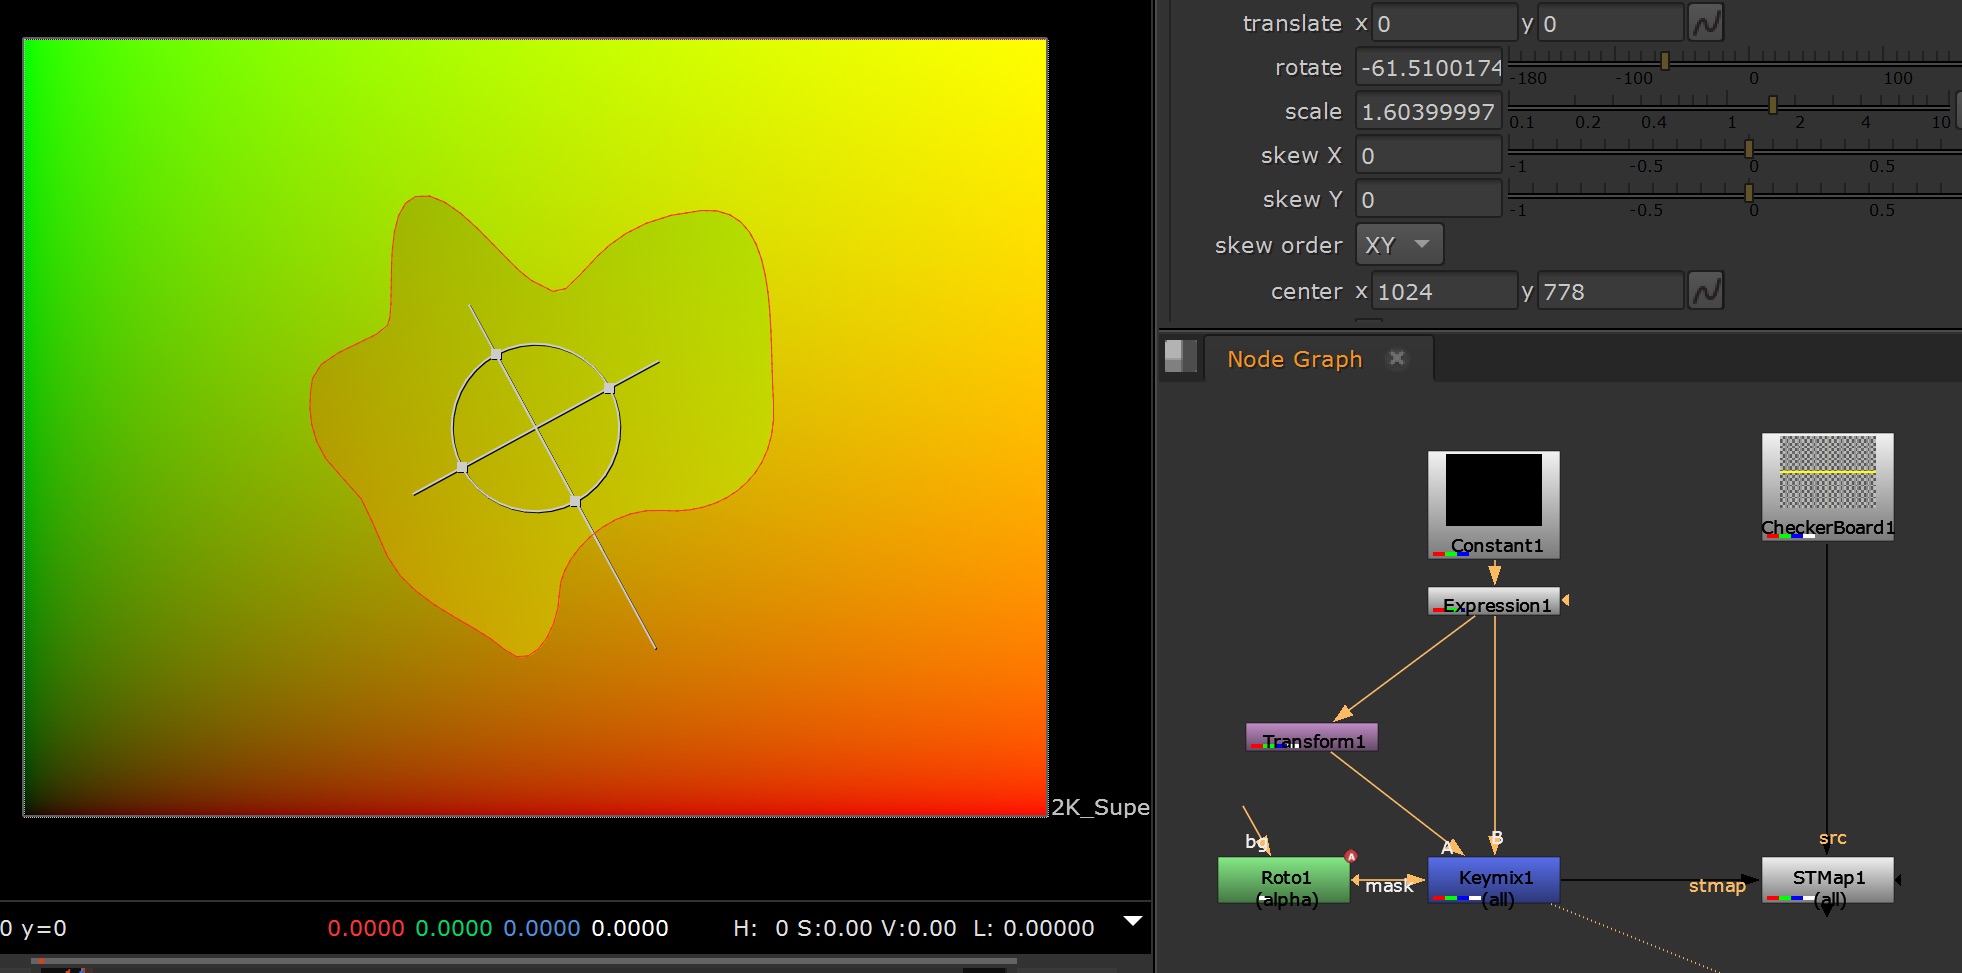 translate x 0 y 0
rotate -61.5100174
-180 -100 0 100
scale 1.60399997
0.1 0.2 0.4 1 2 4 10
skew X 0
-1 -0.5 0 0.5
skew Y 0
-1 -0.5 0 0.5
skew order XY
center x 1024 y 778
Node Graph
CheckerBoard1
Constant1
Expression1
Transform1
2K_Supe
bg
A
B
src
A
Roto1
(alpha)
mask
Keymix1
(all)
stmap
STMap1
(all)
0 y=0 0.0000 0.0000 0.0000 0.0000 H: 0 S:0.00 V:0.00 L: 0.00000